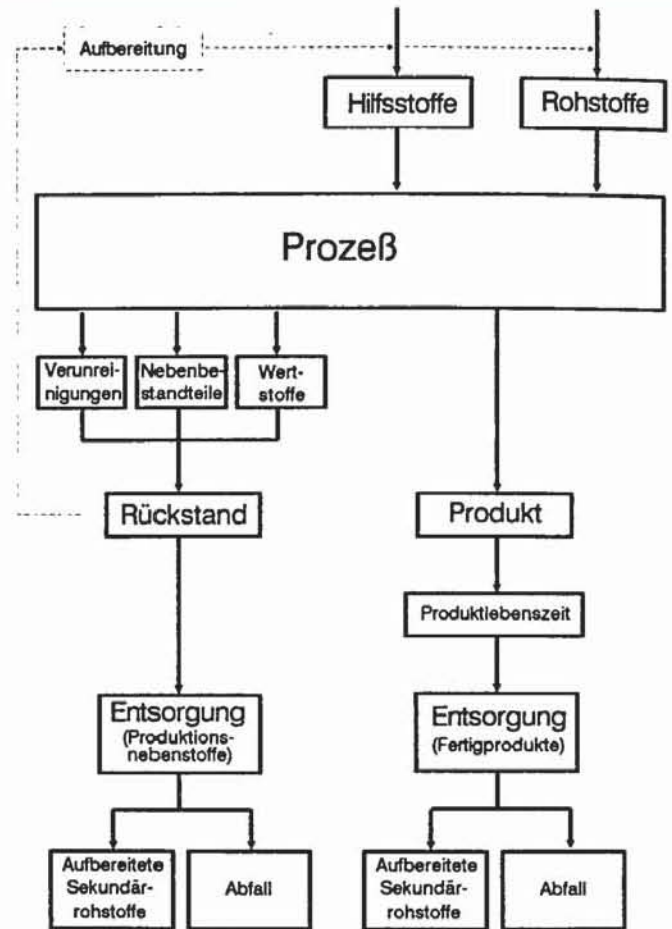 Aufbereitung
Hilfsstoffe
Rohstoffe
Prozeß
Verunrei-
nigungen
Nebenbe-
standteile
Wert-
stoffe
Rückstand
Produkt
Produktlebenszeit
Entsorgung
(Produktions-
nebenstoffe)
Entsorgung
(Fertigprodukte)
Aufbereitete
Sekundär-
rohstoffe
Abfall
Aufbereitete
Sekundär-
rohstoffe
Abfall